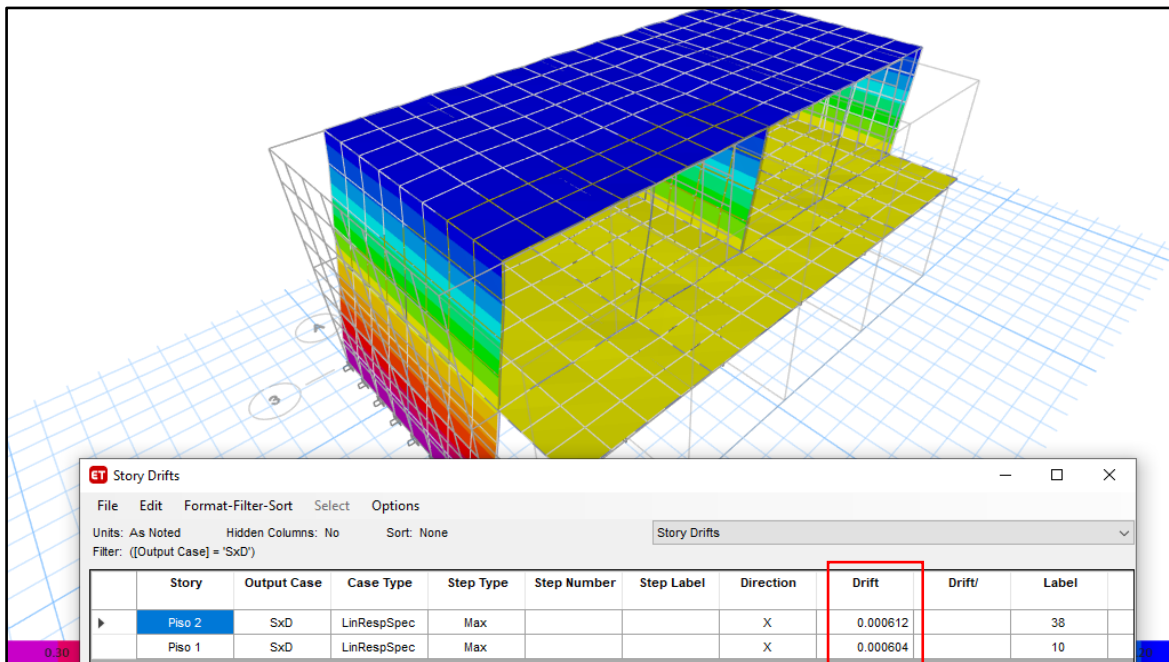 3
Story Drifts
File Edit Format-Filter-Sort Select Options
Units: As Noted Hidden Columns: No Sort: None Story Drifts
Filter: ([Output Case] = 'SxD')
Story Output Case Case Type Step Type Step Number Step Label Direction Drift Drift/ Label
Piso 2 SxD LinRespSpec Max X 0.000612 38
Piso 1 SxD LinRespSpec Max X 0.000604 10
0.30